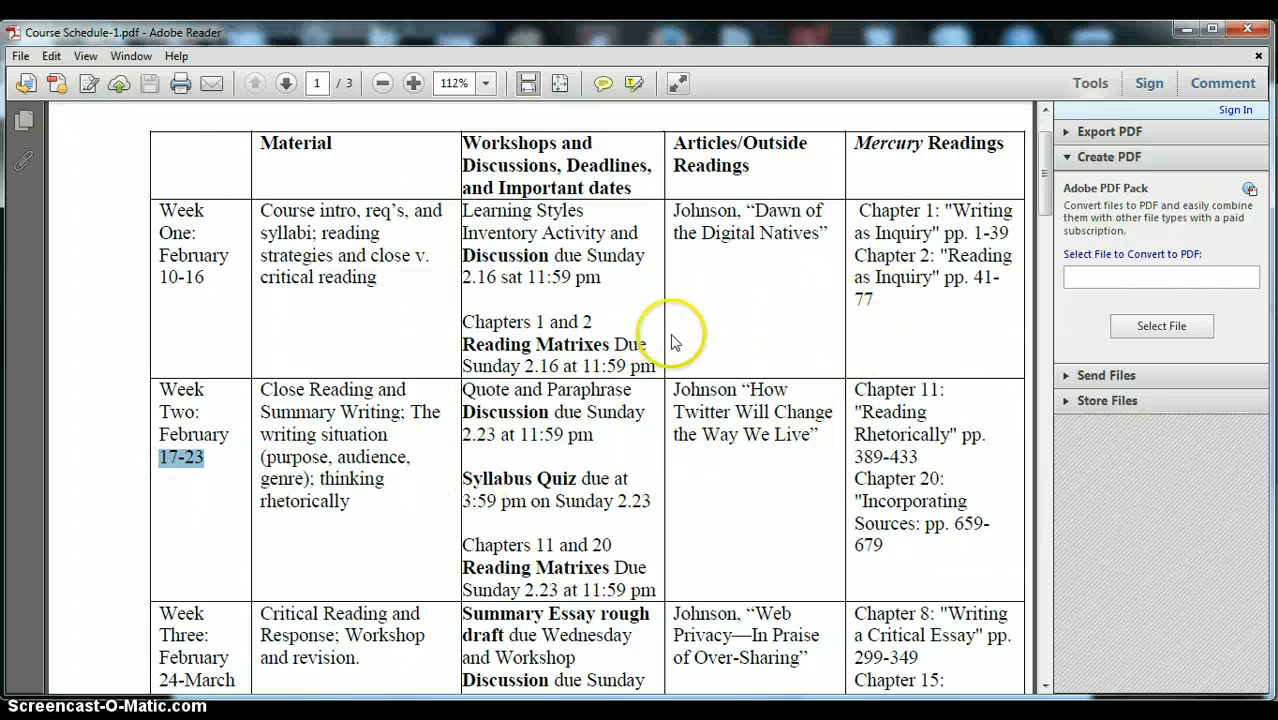 Course Schedule-1.pdf - Adobe Reader
File Edit View Window Help
1 / 3 112% Tools Sign Comment
Sign In
Export PDF
Create PDF
Adobe PDF Pack
Convert files to PDF and easily combine
them with other file types with a paid
subscription.
Select File to Convert to PDF:
Select File
Send Files
Store Files
Material
Workshops and
Discussions, Deadlines,
and Important dates
Articles/Outside
Readings
Mercury Readings
Week
One:
February
10-16
Course intro, req’s, and
syllabi; reading
strategies and close v.
critical reading
Learning Styles
Inventory Activity and
Discussion due Sunday
2.16 sat 11:59 pm
Chapters 1 and 2
Reading Matrixes Due
Sunday 2.16 at 11:59 pm
Johnson, “Dawn of
the Digital Natives”
Chapter 1: "Writing
as Inquiry" pp. 1-39
Chapter 2: "Reading
as Inquiry" pp. 41-
77
Week
Two:
February
17-23
Close Reading and
Summary Writing; The
writing situation
(purpose, audience,
genre); thinking
rhetorically
Quote and Paraphrase
Discussion due Sunday
2.23 at 11:59 pm
Syllabus Quiz due at
3:59 pm on Sunday 2.23
Chapters 11 and 20
Reading Matrixes Due
Sunday 2.23 at 11:59 pm
Johnson “How
Twitter Will Change
the Way We Live”
Chapter 11:
"Reading
Rhetorically" pp.
389-433
Chapter 20:
"Incorporating
Sources: pp. 659-
679
Week
Three:
February
24-March
Critical Reading and
Response; Workshop
and revision.
Summary Essay rough
draft due Wednesday
and Workshop
Discussion due Sunday
Johnson, “Web
Privacy—In Praise
of Over-Sharing”
Chapter 8: "Writing
a Critical Essay" pp.
299-349
Chapter 15:
Screencast-O-Matic.com